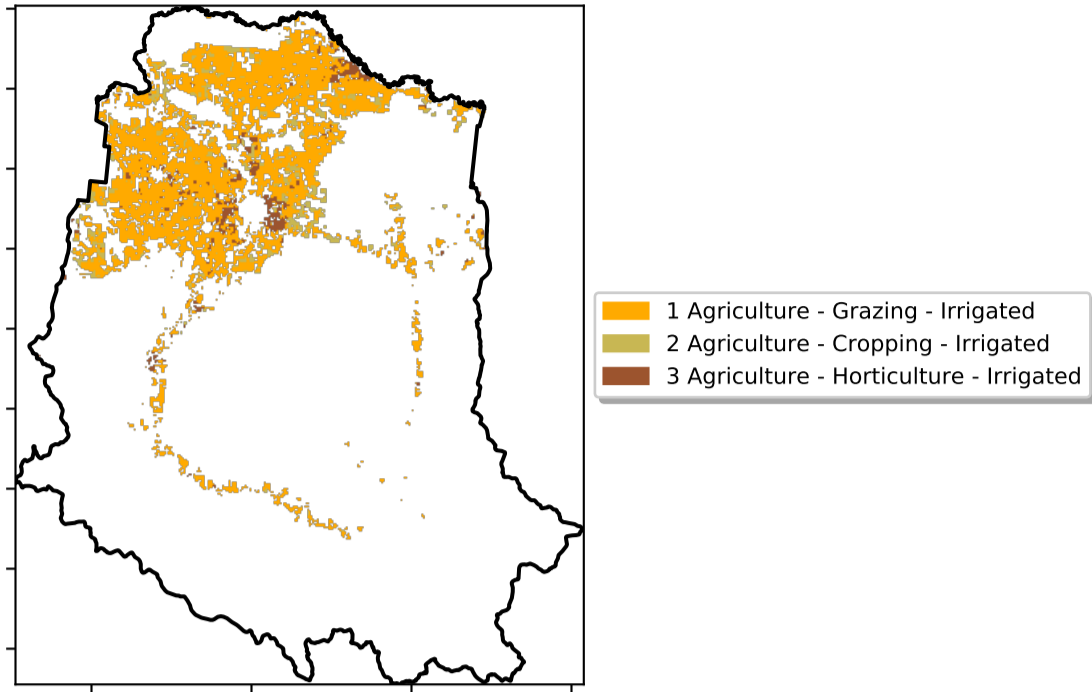 1 Agriculture - Grazing - Irrigated
2 Agriculture - Cropping - Irrigated
3 Agriculture - Horticulture - Irrigated